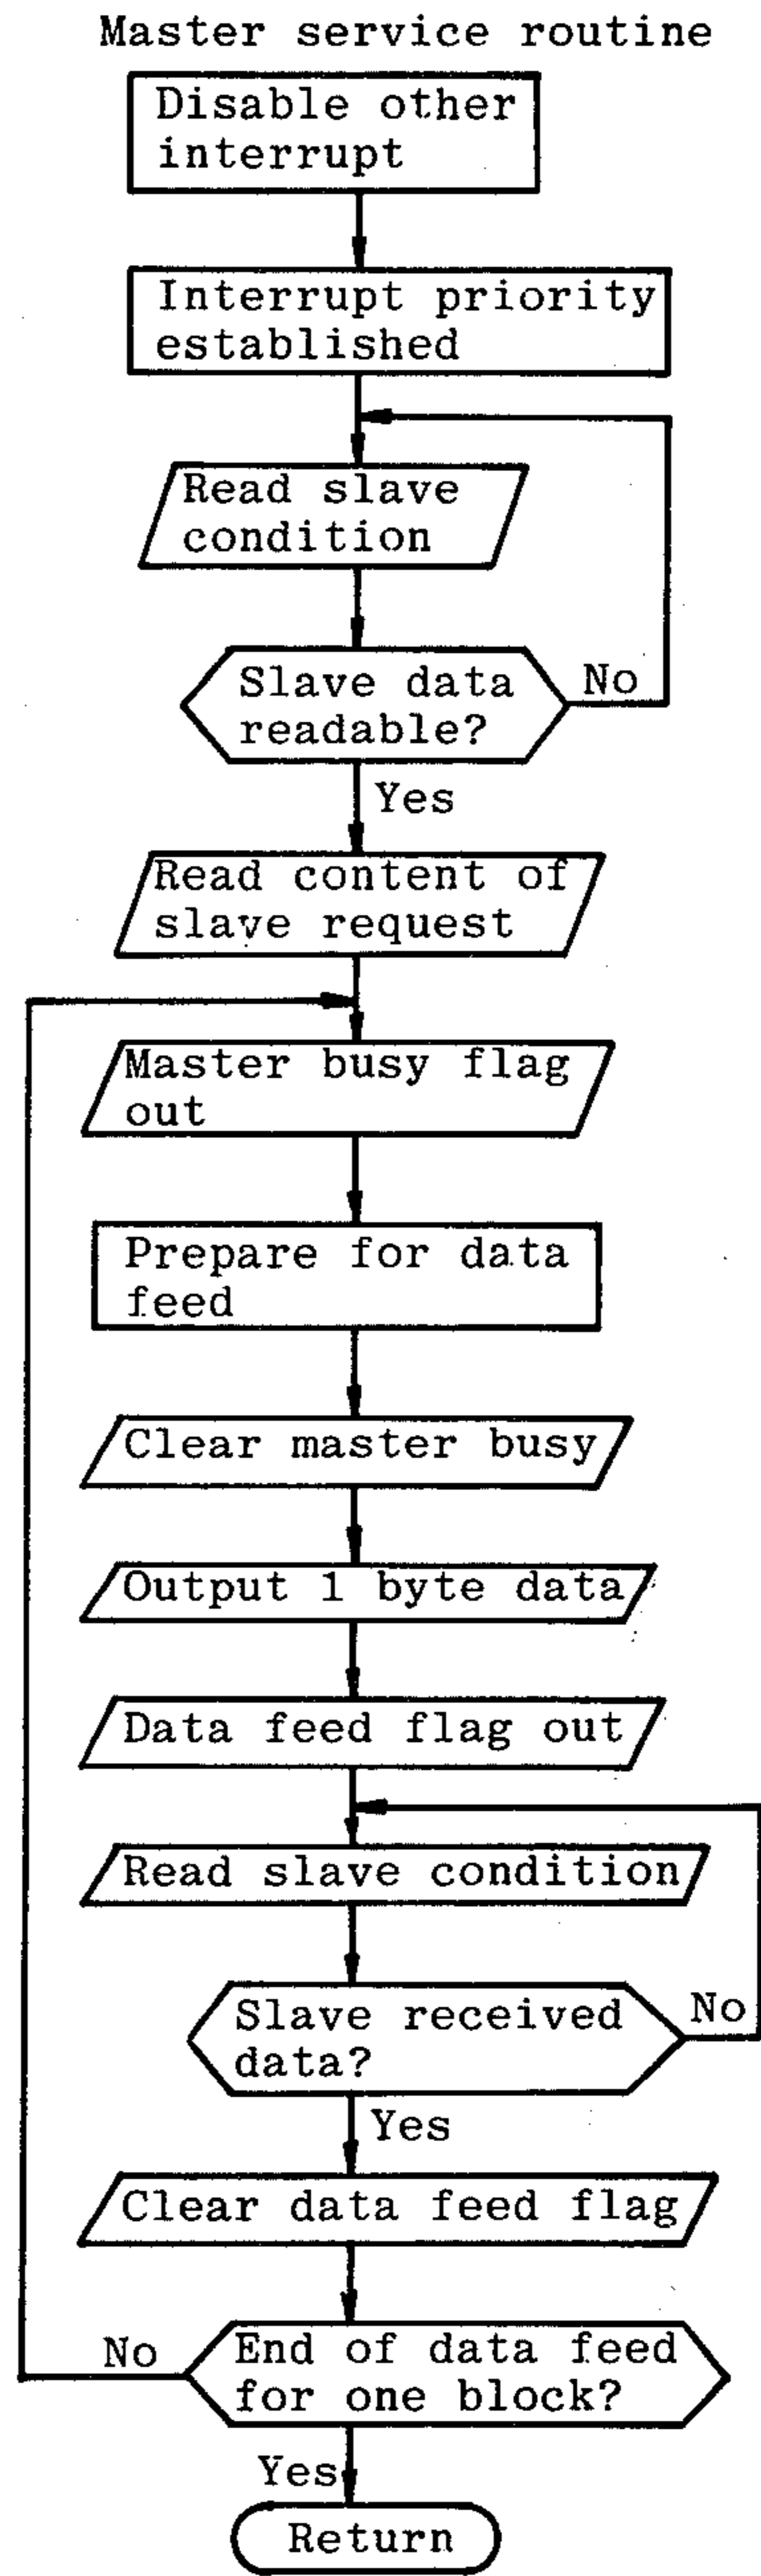 Master service routine
Disable other
interrupt
Interrupt priority
established
Read slave
condition
Slave data
readable?
No
Yes
Read content of
slave request
Master busy flag
out
Prepare for data
feed
Clear master busy
Output 1 byte data
Data feed flag out
Read slave condition
Slave received
data?
No
Yes
Clear data feed flag
End of data feed
for one block?
No
Yes
Return